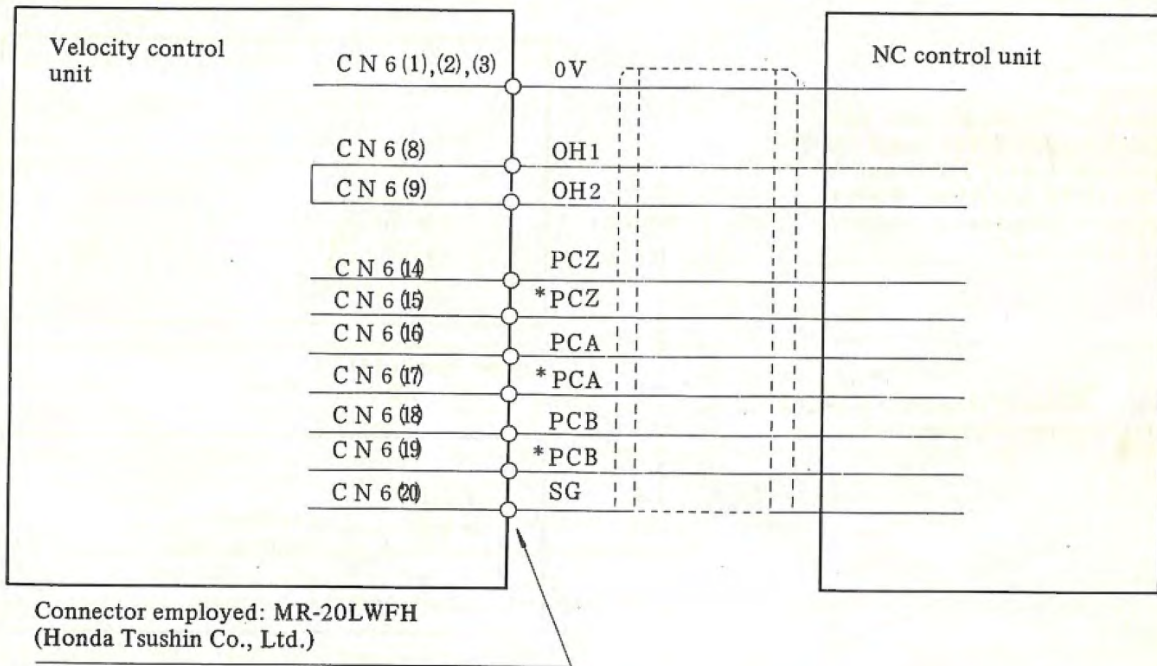 Velocity control
unit
NC control unit
CN6(1),(2),(3) 0V
CN6(8) OH1
CN6(9) OH2
CN6(14) PCZ
CN6(15) *PCZ
CN6(16) PCA
CN6(17) *PCA
CN6(18) PCB
CN6(19) *PCB
CN6(20) SG
Connector employed: MR-20LWFH
(Honda Tsushin Co., Ltd.)